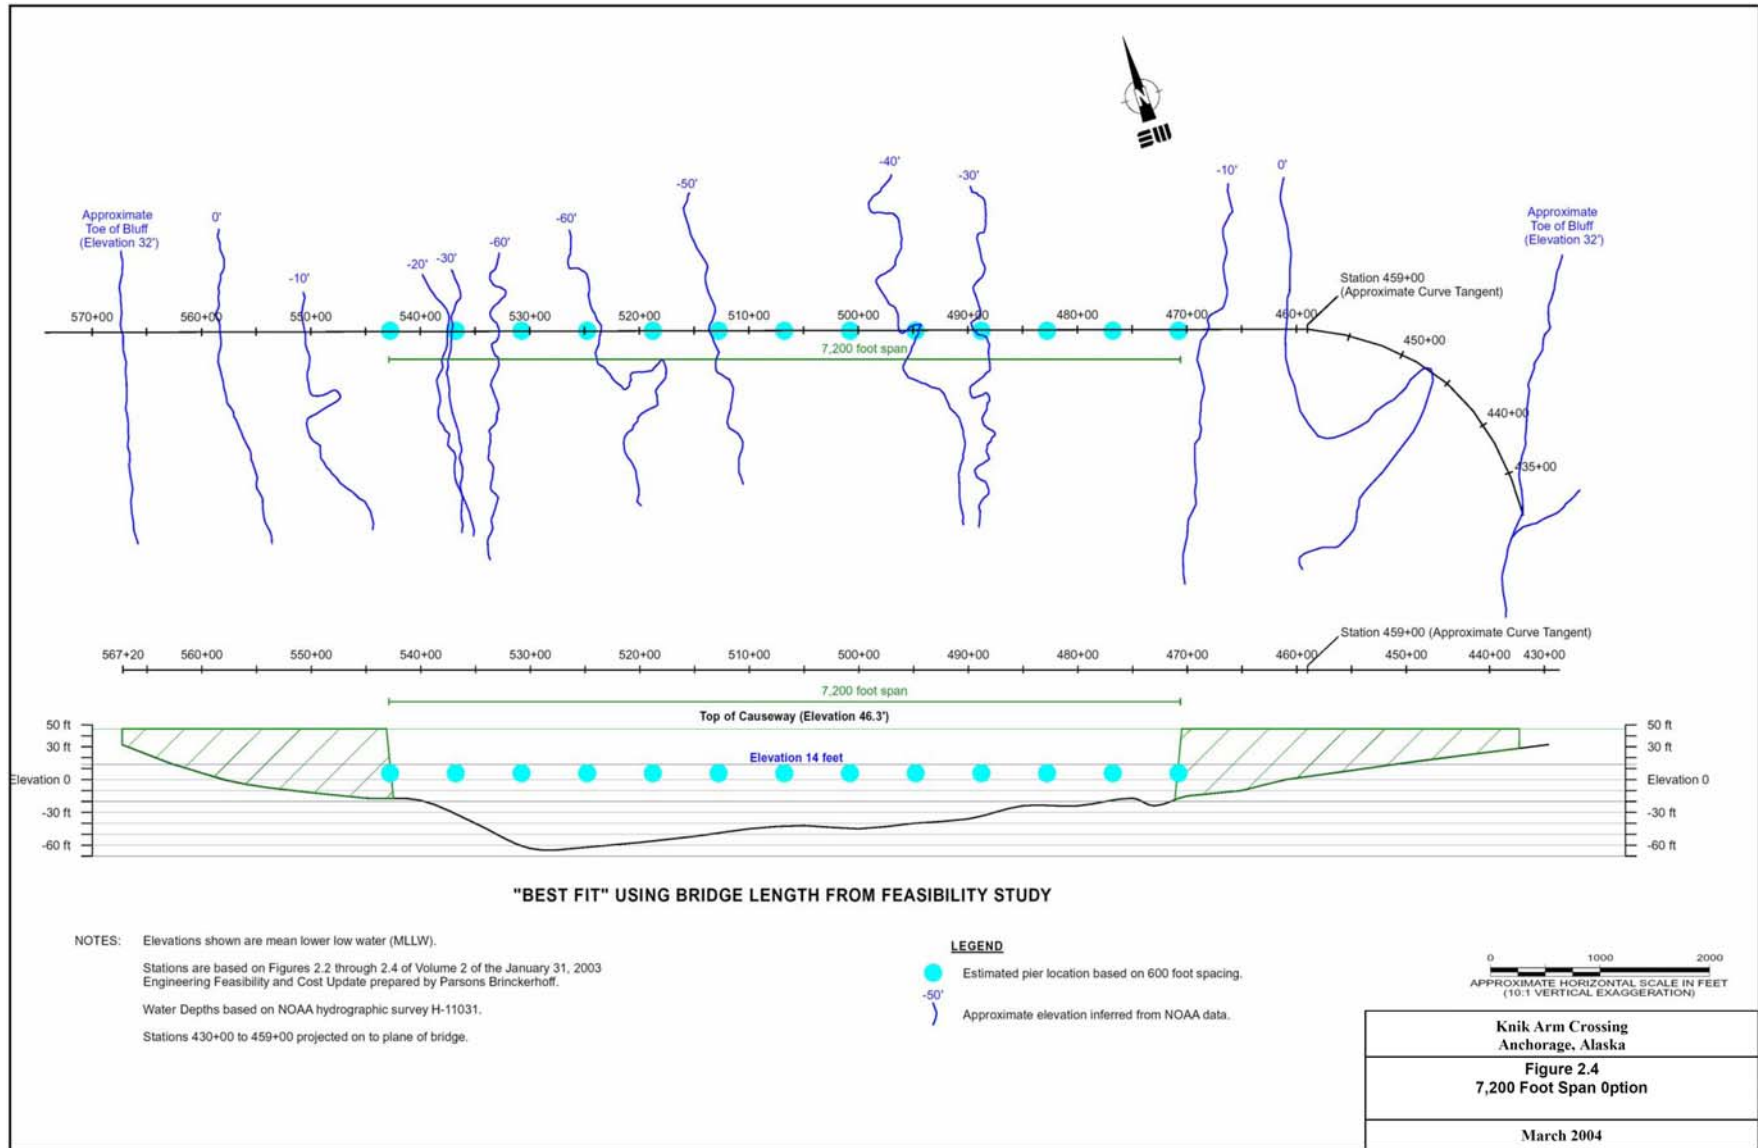 N
-40'
-30'
-10'
0'
-50'
Approximate
Toe of Bluff
(Elevation 32')
0'
-60'
-60'
-20'
-30'
-10'
Approximate
Toe of Bluff
(Elevation 32')
Station 459+00
(Approximate Curve Tangent)
570+00 560+00 550+00 540+00 530+00 520+00 510+00 500+00 490+00 480+00 470+00 460+00
450+00
440+00
435+00
7,200 foot span
Station 459+00 (Approximate Curve Tangent)
567+20 560+00 550+00 540+00 530+00 520+00 510+00 500+00 490+00 480+00 470+00 460+00 450+00 440+00 430+00
7,200 foot span
Top of Causeway (Elevation 46.3')
50 ft
30 ft
Elevation 0
-30 ft
-60 ft
Elevation 14 feet
50 ft
30 ft
Elevation 0
-30 ft
-60 ft
"BEST FIT" USING BRIDGE LENGTH FROM FEASIBILITY STUDY
NOTES: Elevations shown are mean lower low water (MLLW).
Stations are based on Figures 2.2 through 2.4 of Volume 2 of the January 31, 2003
Engineering Feasibility and Cost Update prepared by Parsons Brinckerhoff.
Water Depths based on NOAA hydrographic survey H-11031.
Stations 430+00 to 459+00 projected on to plane of bridge.
LEGEND
Estimated pier location based on 600 foot spacing.
-50'
Approximate elevation inferred from NOAA data.
0 1000 2000
APPROXIMATE HORIZONTAL SCALE IN FEET
(10:1 VERTICAL EXAGGERATION)
Knik Arm Crossing
Anchorage, Alaska
Figure 2.4
7,200 Foot Span 0ption
March 2004